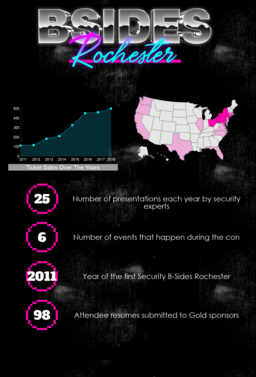 BSIDES
Rochester
500
400
300
200
100
0
2011 2012 2013 2014 2015 2016 2017 2018
Ticket Sales Over The Years
25
Number of presentations each year by security
experts
6
Number of events that happen during the con
2011
Year of the first Security B-Sides Rochester
98
Attendee resumes submitted to Gold sponsors